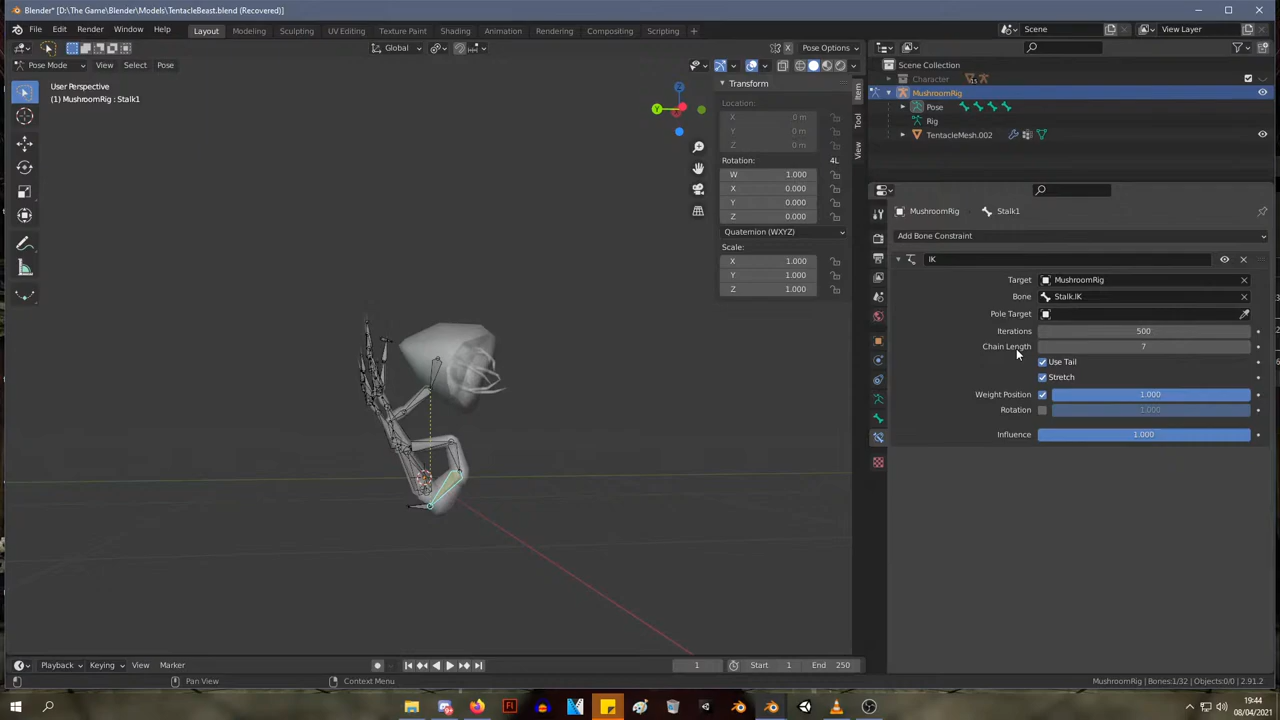 Blender* [D:\The Game\Blender\Models\TentacleBeast.blend (Recovered)]
File Edit Render Window Help Layout Modeling Sculpting UV Editing Texture Paint Shading Animation Rendering Compositing Scripting Scene View Layer
Global Pose Options
Pose Mode View Select Pose
User Perspective
(1) MushroomRig : Stalk1
Transform
Location:
X 0 m
Y 0 m
Z 0 m
Rotation: 4L
W 1.000
X 0.000
Y 0.000
Z 0.000
Quaternion (WXYZ)
Scale:
X 1.000
Y 1.000
Z 1.000
Item
Tool
View
Z
Y
Scene Collection
Character 15
MushroomRig
Pose
Rig
TentacleMesh.002
MushroomRig Stalk1
Add Bone Constraint
IK
Target MushroomRig
Bone Stalk.IK
Pole Target
Iterations 500
Chain Length 7
Use Tail
Stretch
Weight Position 1.000
Rotation 1.000
Influence 1.000
Playback Keying View Marker 1 Start 1 End 250
Pan View Context Menu MushroomRig | Bones:1/32 | Objects:0/0 | 2.91.2
19:44
08/04/2021